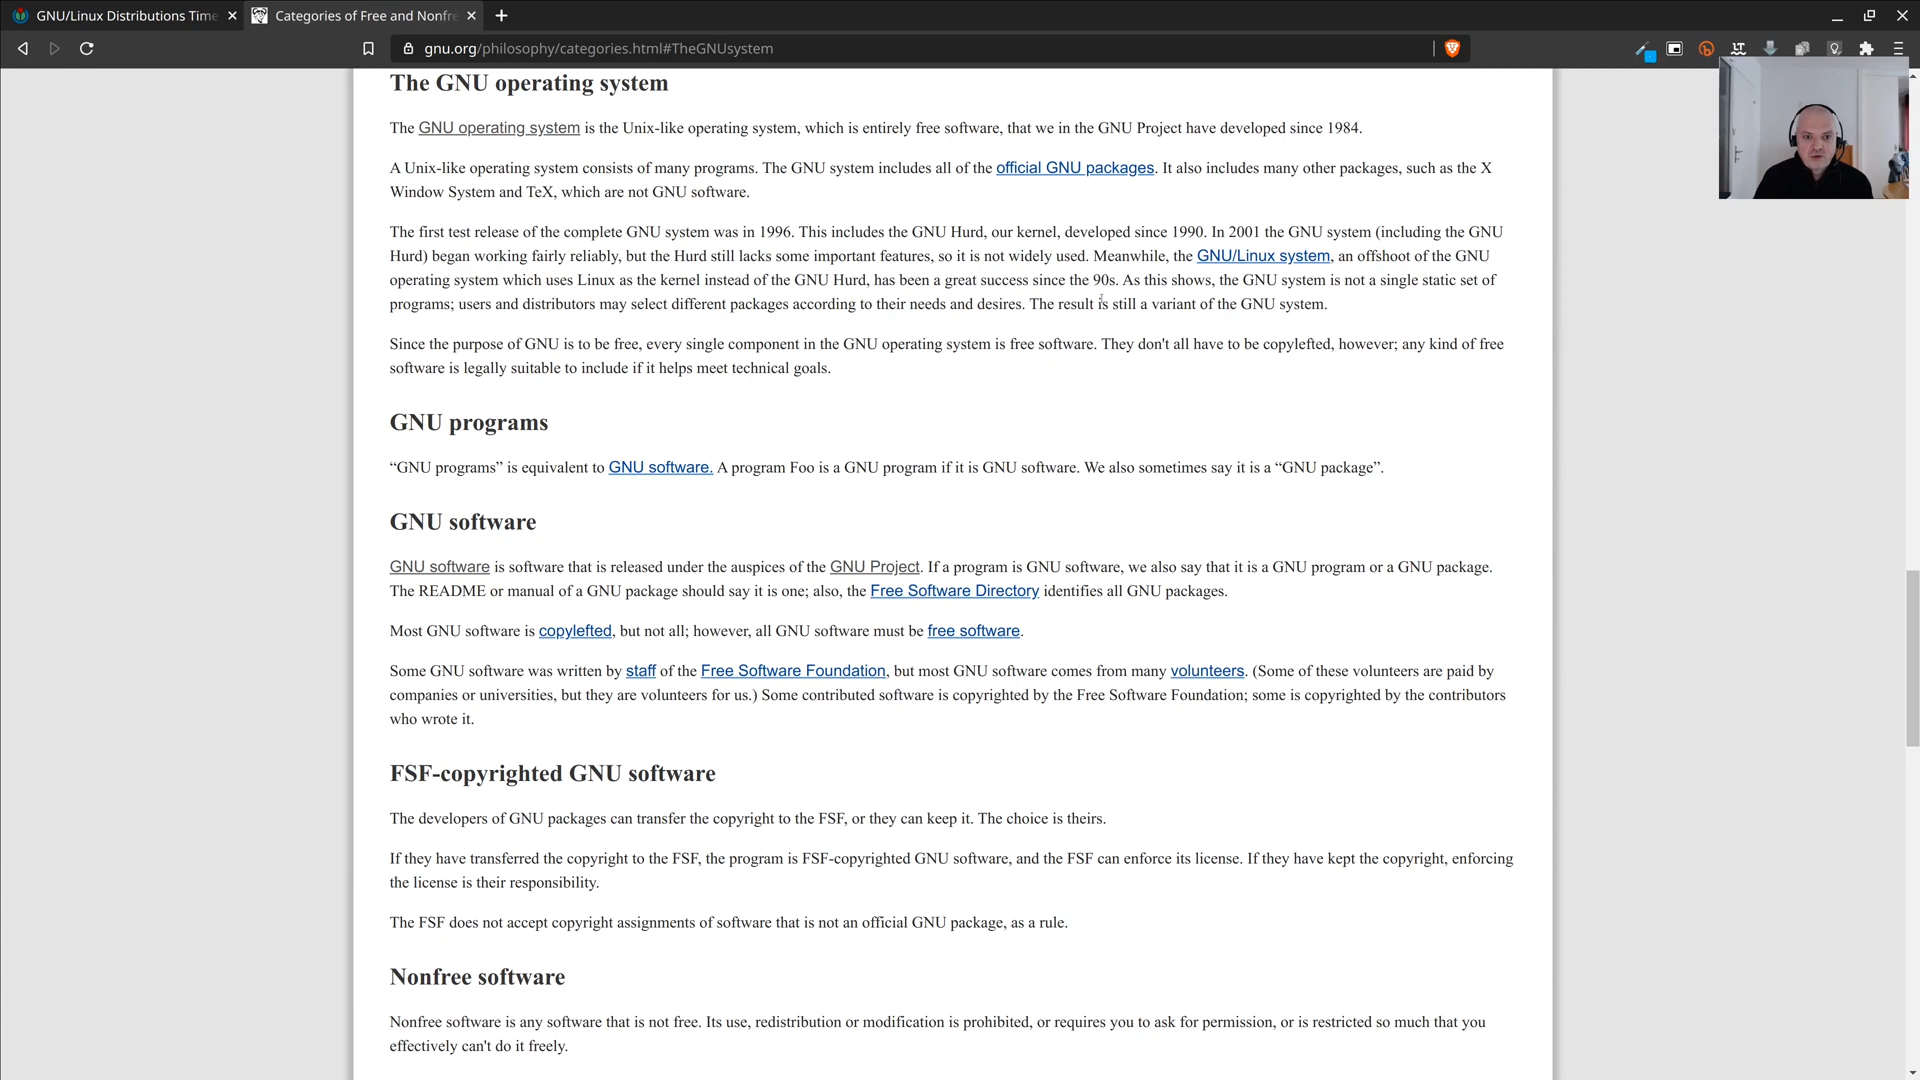 GNU/Linux Distributions Time
Categories of Free and Nonfre
gnu.org/philosophy/categories.html#TheGNUsystem
The GNU operating system
The GNU operating system is the Unix-like operating system, which is entirely free software, that we in the GNU Project have developed since 1984.
A Unix-like operating system consists of many programs. The GNU system includes all of the official GNU packages. It also includes many other packages, such as the X
Window System and TeX, which are not GNU software.
The first test release of the complete GNU system was in 1996. This includes the GNU Hurd, our kernel, developed since 1990. In 2001 the GNU system (including the GNU
Hurd) began working fairly reliably, but the Hurd still lacks some important features, so it is not widely used. Meanwhile, the GNU/Linux system, an offshoot of the GNU
operating system which uses Linux as the kernel instead of the GNU Hurd, has been a great success since the 90s. As this shows, the GNU system is not a single static set of
programs; users and distributors may select different packages according to their needs and desires. The result is still a variant of the GNU system.
Since the purpose of GNU is to be free, every single component in the GNU operating system is free software. They don't all have to be copylefted, however; any kind of free
software is legally suitable to include if it helps meet technical goals.
GNU programs
“GNU programs” is equivalent to GNU software. A program Foo is a GNU program if it is GNU software. We also sometimes say it is a “GNU package”.
GNU software
GNU software is software that is released under the auspices of the GNU Project. If a program is GNU software, we also say that it is a GNU program or a GNU package.
The README or manual of a GNU package should say it is one; also, the Free Software Directory identifies all GNU packages.
Most GNU software is copylefted, but not all; however, all GNU software must be free software.
Some GNU software was written by staff of the Free Software Foundation, but most GNU software comes from many volunteers. (Some of these volunteers are paid by
companies or universities, but they are volunteers for us.) Some contributed software is copyrighted by the Free Software Foundation; some is copyrighted by the contributors
who wrote it.
FSF-copyrighted GNU software
The developers of GNU packages can transfer the copyright to the FSF, or they can keep it. The choice is theirs.
If they have transferred the copyright to the FSF, the program is FSF-copyrighted GNU software, and the FSF can enforce its license. If they have kept the copyright, enforcing
the license is their responsibility.
The FSF does not accept copyright assignments of software that is not an official GNU package, as a rule.
Nonfree software
Nonfree software is any software that is not free. Its use, redistribution or modification is prohibited, or requires you to ask for permission, or is restricted so much that you
effectively can't do it freely.